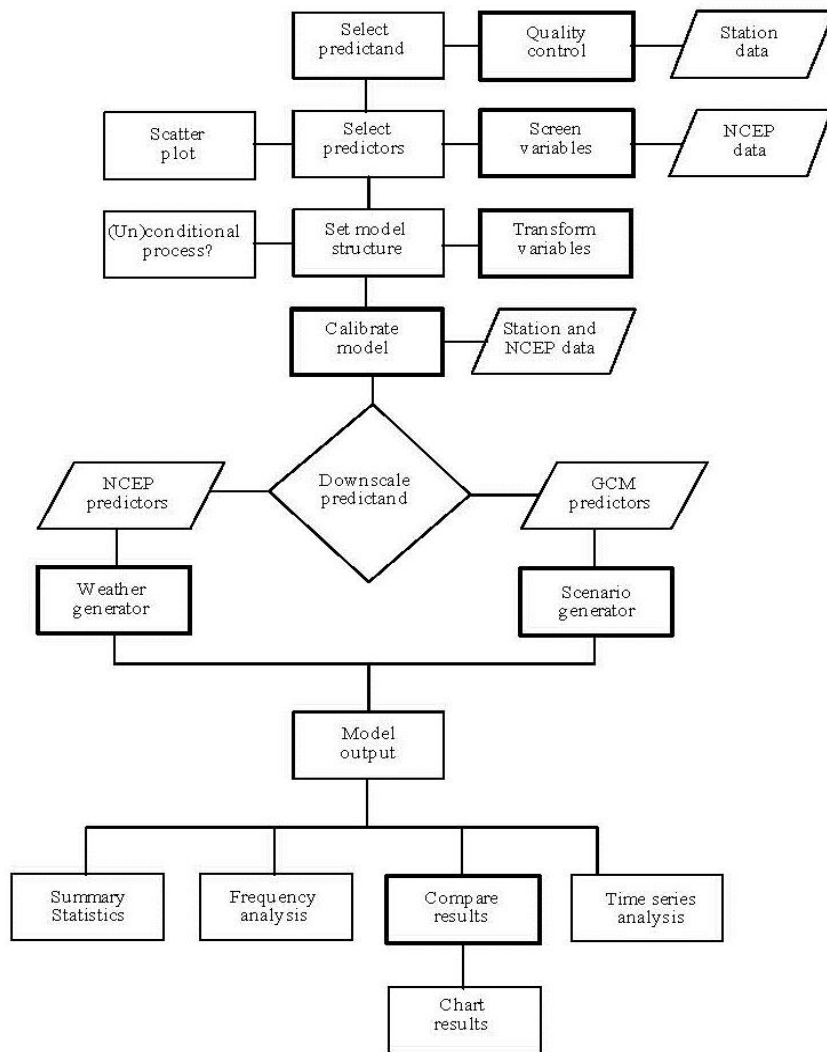 Select
predictand
Quality
control
Station
data
Scatter
plot
Select
predictors
Screen
variables
NCEP
data
(Un)conditional
process?
Set model
structure
Transform
variables
Calibrate
model
Station and
NCEP data
NCEP
predictors
Downscale
predictand
GCM
predictors
Weather
generator
Scenario
generator
Model
output
Summary
Statistics
Frequency
analysis
Compare
results
Time series
analysis
Chart
results